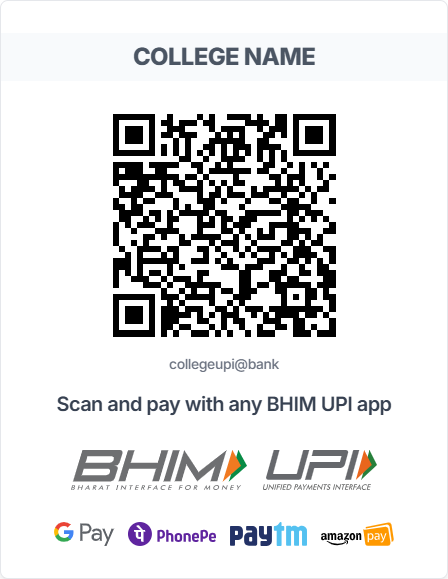 COLLEGE NAME
collegeupi@bank
Scan and pay with any BHIM UPI app
BHIM
BHARAT INTERFACE FOR MONEY
UPI
UNIFIED PAYMENTS INTERFACE
G Pay
पे PhonePe
paytm
amazon pay